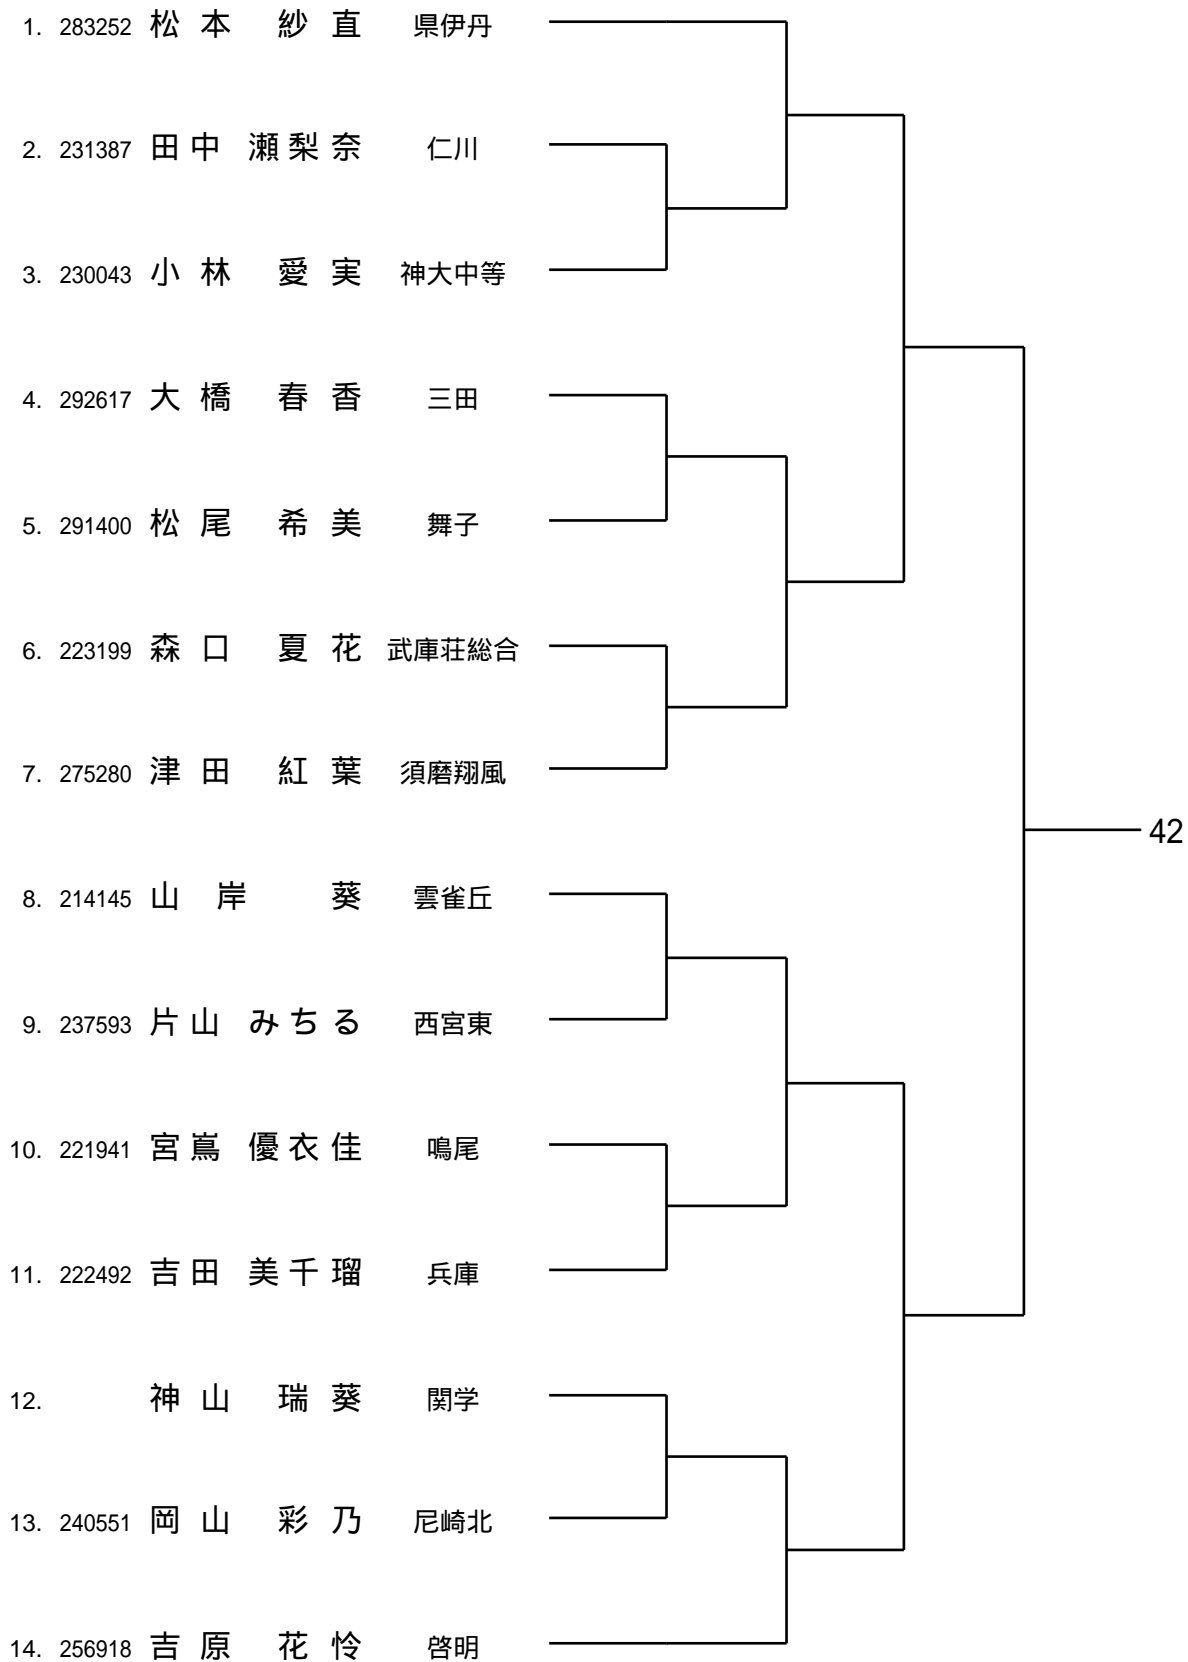 1. 283252 松本 紗直 県伊丹
2. 231387 田中 瀬梨奈 仁川
3. 230043 小林 愛実 神大中等
4. 292617 大橋 春香 三田
5. 291400 松尾 希美 舞子
6. 223199 森口 夏花 武庫荘総合
7. 275280 津田 紅葉 須磨翔風
42
8. 214145 山岸 葵 雲雀丘
9. 237593 片山 みちる 西宮東
10. 221941 宮嶌 優衣佳 鳴尾
11. 222492 吉田 美千瑠 兵庫
12. 神山 瑞葵 関学
13. 240551 岡山 彩乃 尼崎北
14. 256918 吉原 花怜 啓明